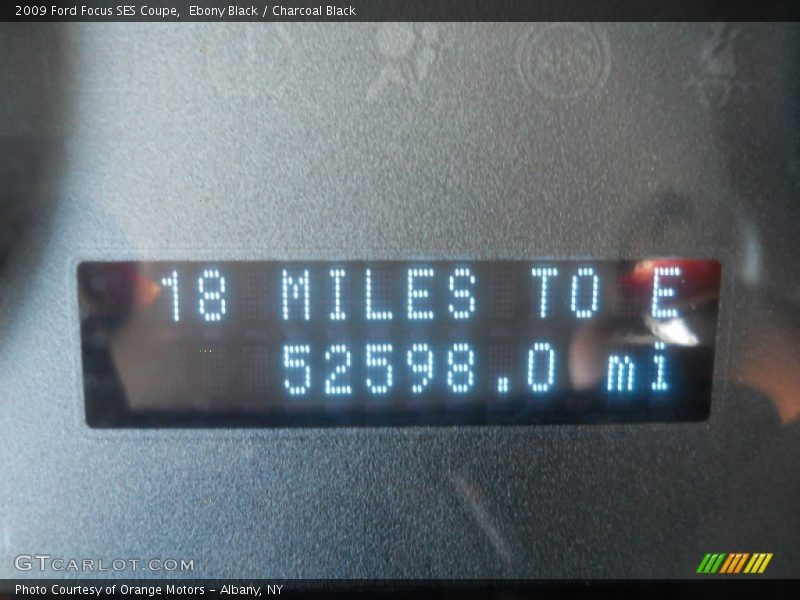 2009 Ford Focus SES Coupe,  Ebony Black / Charcoal Black
ABS
18 MILES TO E
52598.0 mi
GTCARLOT.COM
Photo Courtesy of Orange Motors - Albany, NY